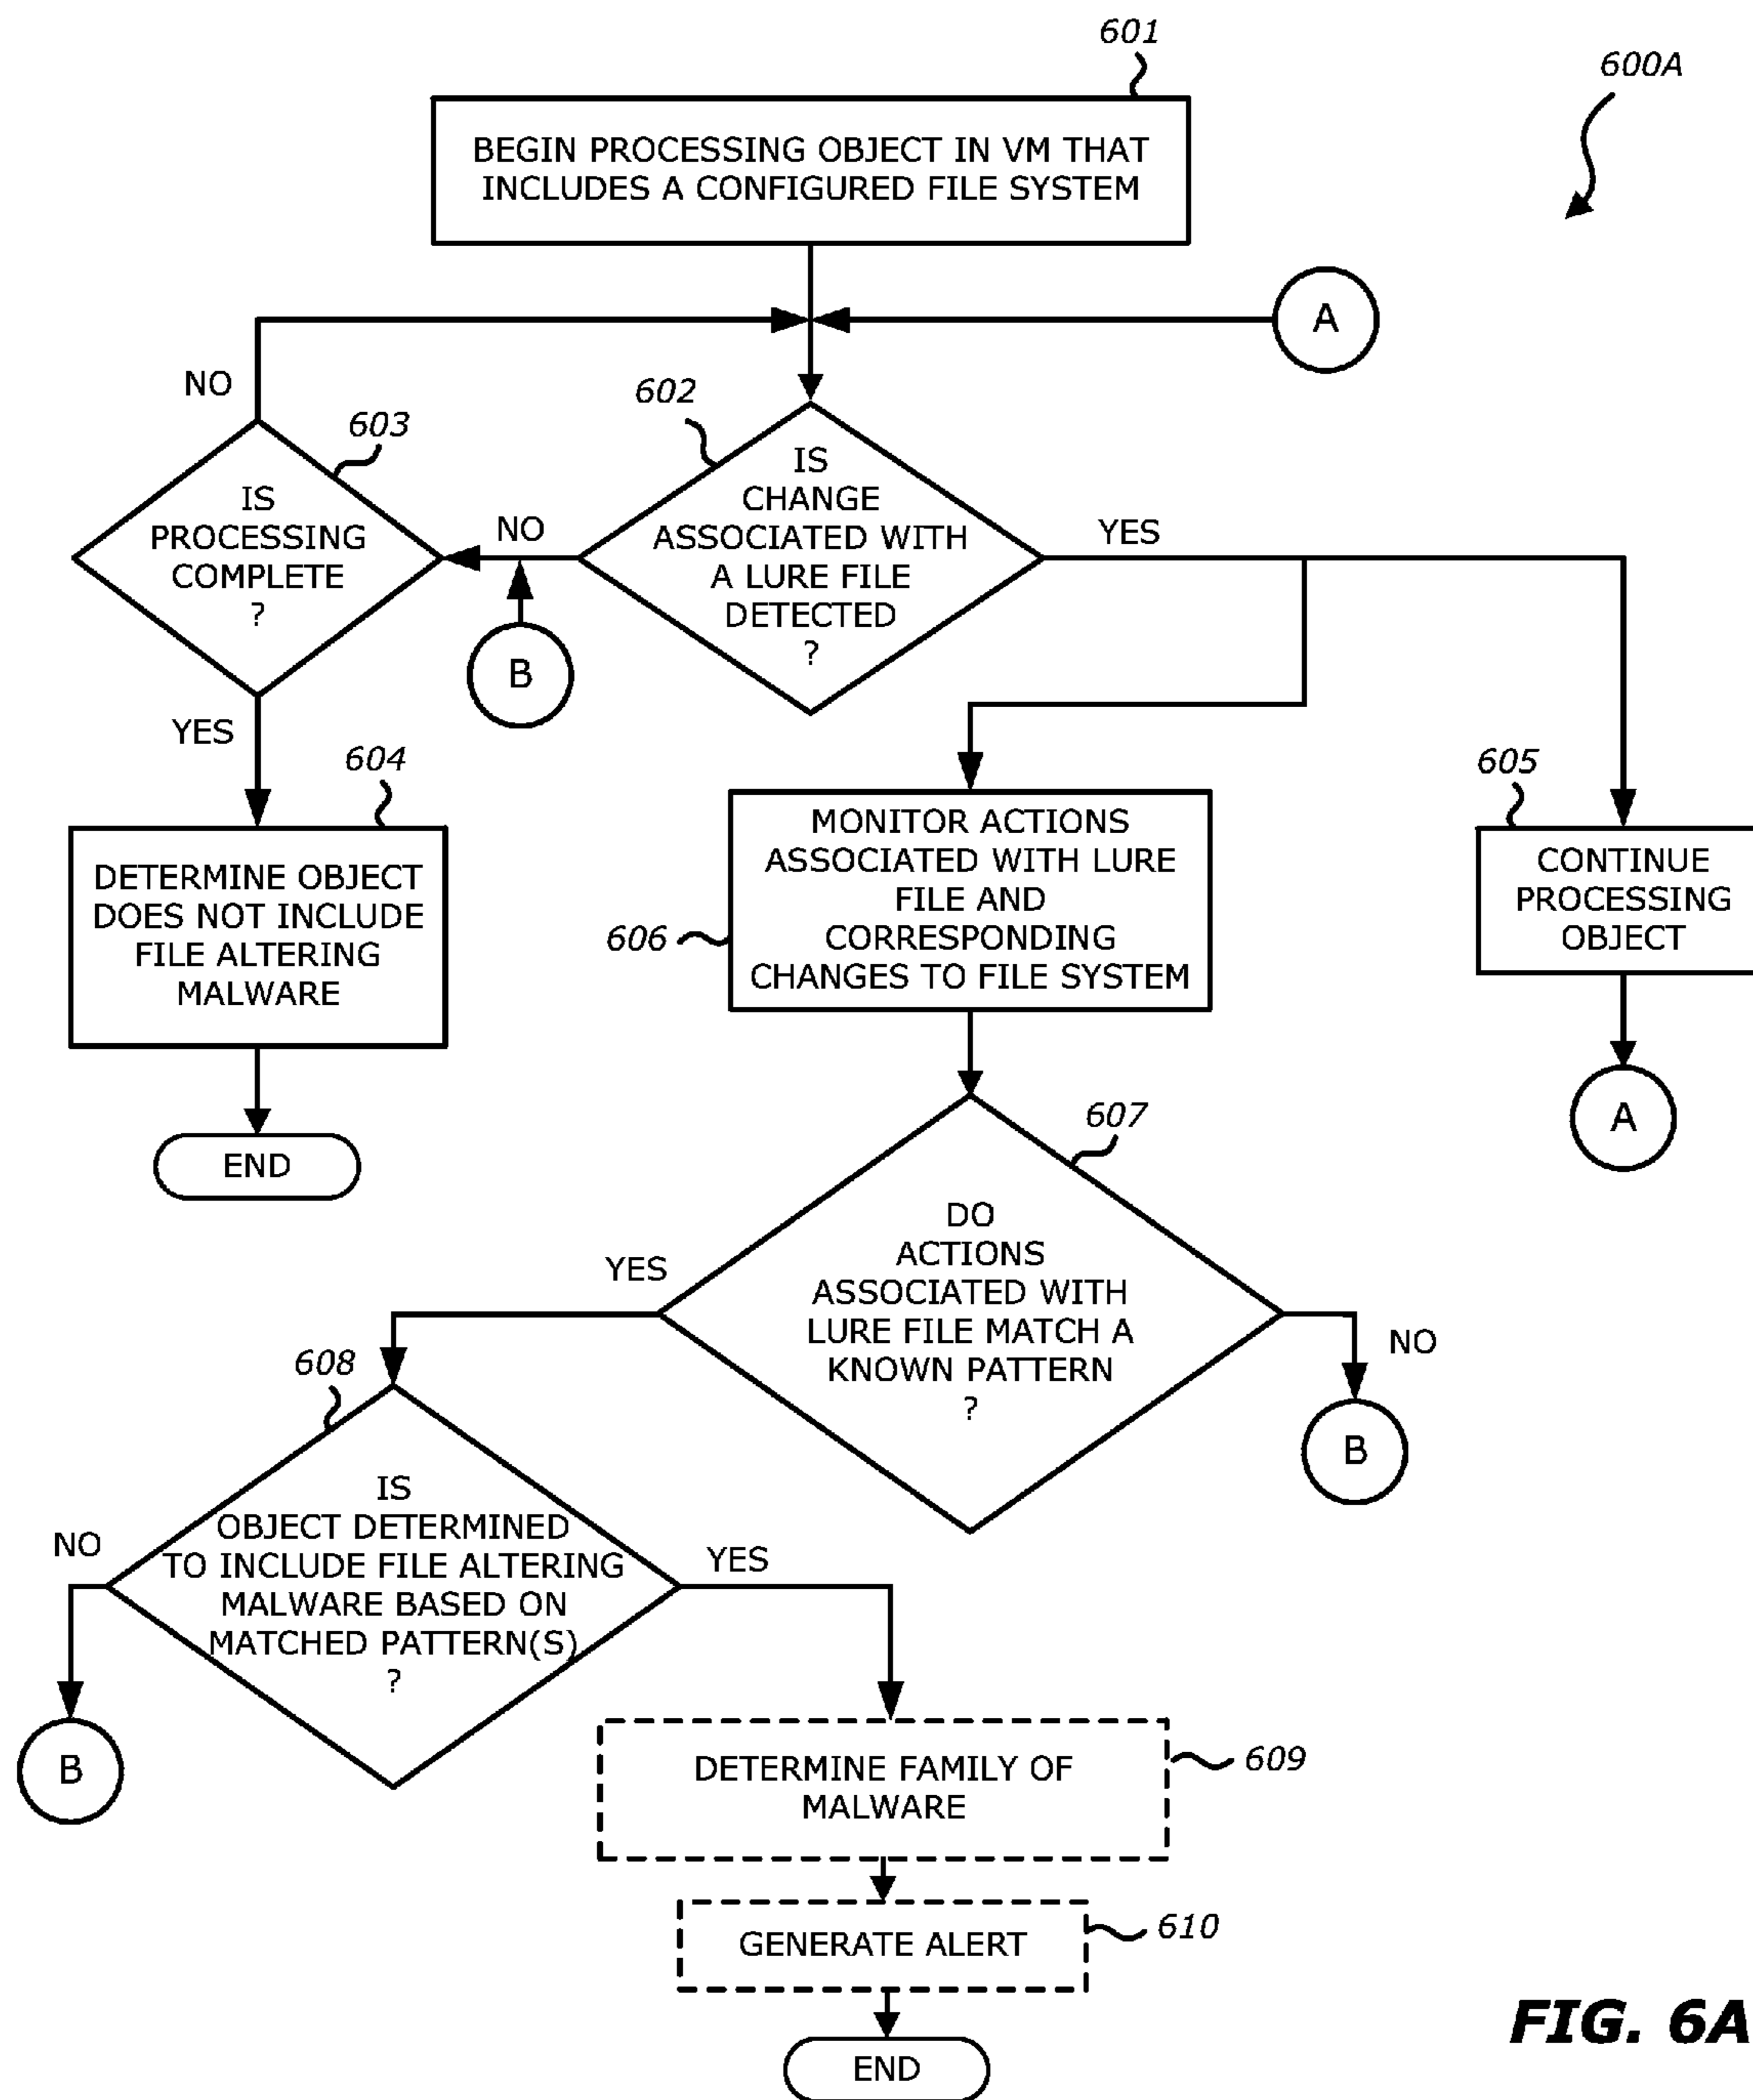 601
600A
BEGIN PROCESSING OBJECT IN VM THAT
INCLUDES A CONFIGURED FILE SYSTEM
A
NO
602
603
IS
CHANGE
ASSOCIATED WITH
A LURE FILE
DETECTED
?
IS
PROCESSING
COMPLETE
?
NO
YES
B
YES
604
605
606
DETERMINE OBJECT
DOES NOT INCLUDE
FILE ALTERING
MALWARE
MONITOR ACTIONS
ASSOCIATED WITH LURE
FILE AND
CORRESPONDING
CHANGES TO FILE SYSTEM
CONTINUE
PROCESSING
OBJECT
A
END
607
DO
ACTIONS
ASSOCIATED WITH
LURE FILE MATCH A
KNOWN PATTERN
?
YES
NO
B
608
IS
OBJECT DETERMINED
TO INCLUDE FILE ALTERING
MALWARE BASED ON
MATCHED PATTERN(S)
?
NO
YES
B
DETERMINE FAMILY OF
MALWARE
609
GENERATE ALERT
610
END
FIG. 6A